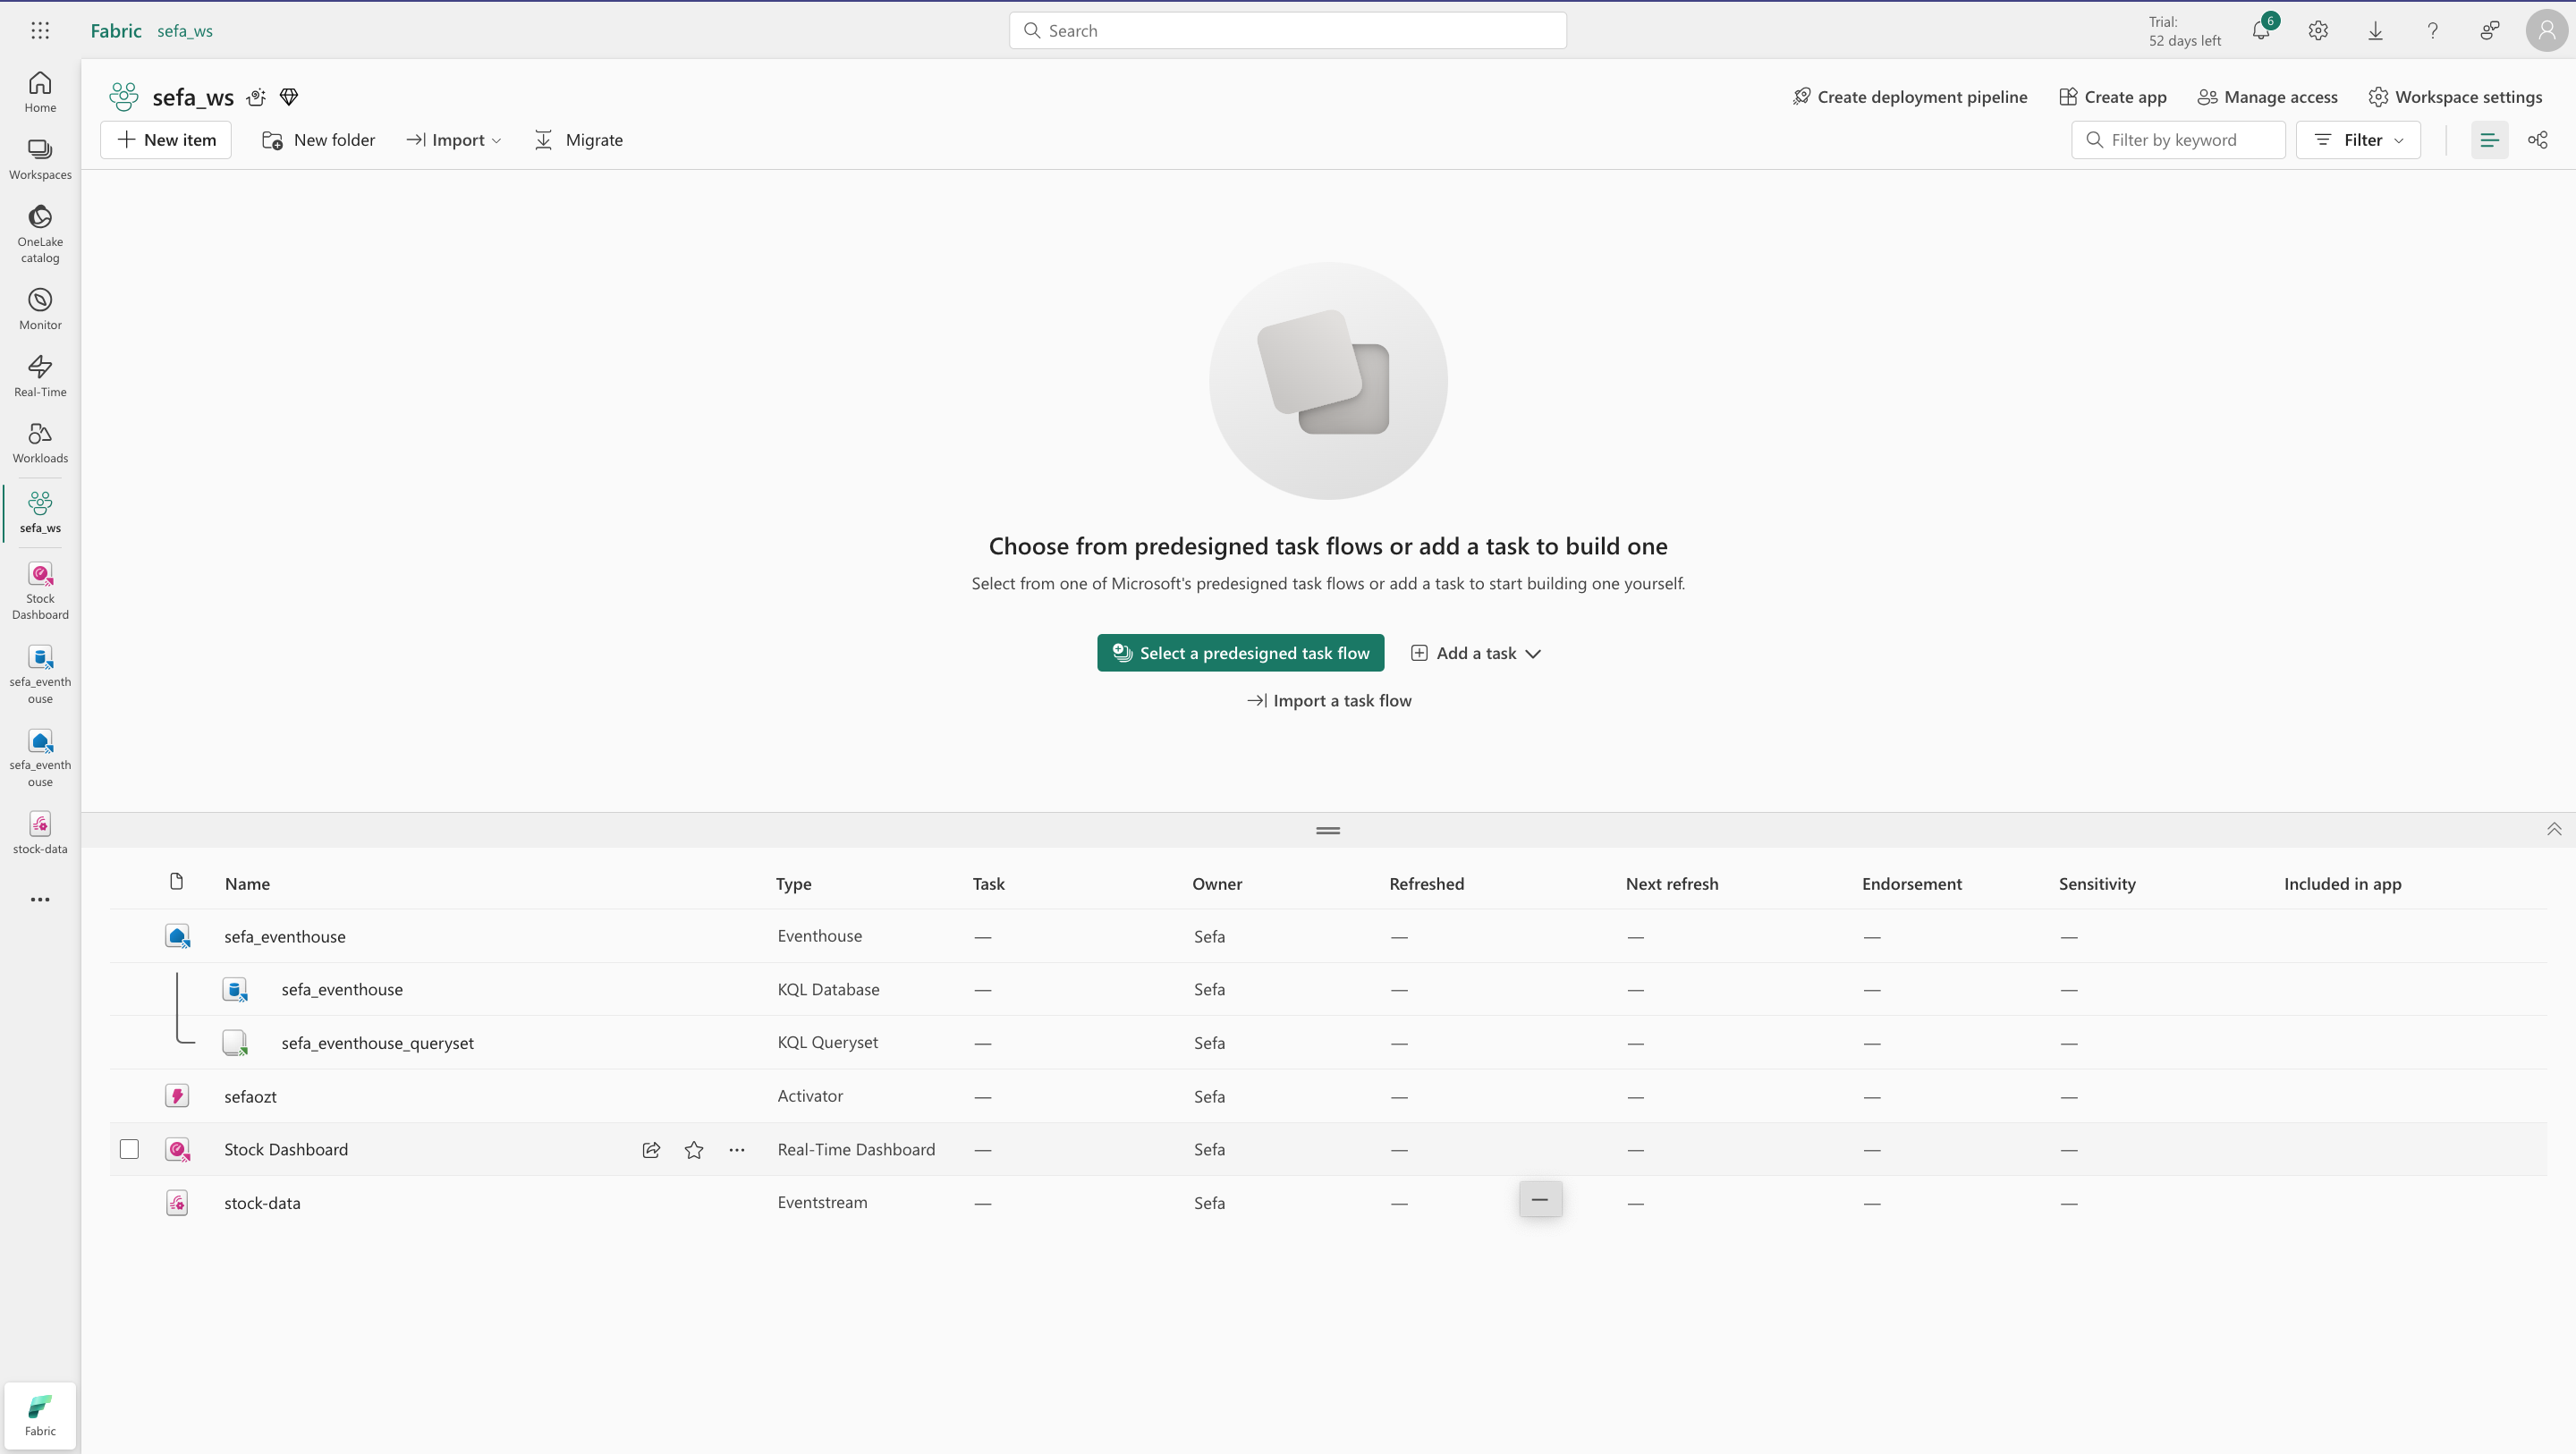 Fabric sefa_ws
Search
Trial:
52 days left
6
Home
Workspaces
OneLake
catalog
Monitor
Real-Time
Workloads
sefa_ws
Stock
Dashboard
sefa_eventh
ouse
sefa_eventh
ouse
stock-data
Fabric
sefa_ws
Create deployment pipeline Create app Manage access Workspace settings
New item New folder Import Migrate
Filter by keyword Filter
Choose from predesigned task flows or add a task to build one
Select from one of Microsoft's predesigned task flows or add a task to start building one yourself.
Select a predesigned task flow Add a task
Import a task flow
Name Type Task Owner Refreshed Next refresh Endorsement Sensitivity Included in app
sefa_eventhouse Eventhouse — Sefa — — — —
sefa_eventhouse KQL Database — Sefa — — — —
sefa_eventhouse_queryset KQL Queryset — Sefa — — — —
sefaozt Activator — Sefa — — — —
Stock Dashboard Real-Time Dashboard — Sefa — — — —
stock-data Eventstream — Sefa — — — — —